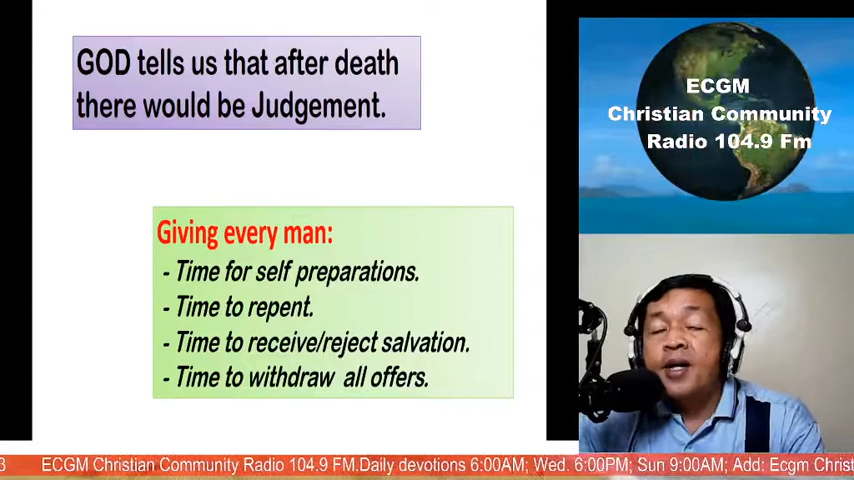 GOD tells us that after death
there would be Judgement.
ECGM
Christian Community
Radio 104.9 Fm
Giving every man:
- Time for self preparations.
- Time to repent.
- Time to receive/reject salvation.
- Time to withdraw all offers.
3 ECGM Christian Community Radio 104.9 FM.Daily devotions 6:00AM; Wed. 6:00PM; Sun 9:00AM; Add: Ecgm Christ